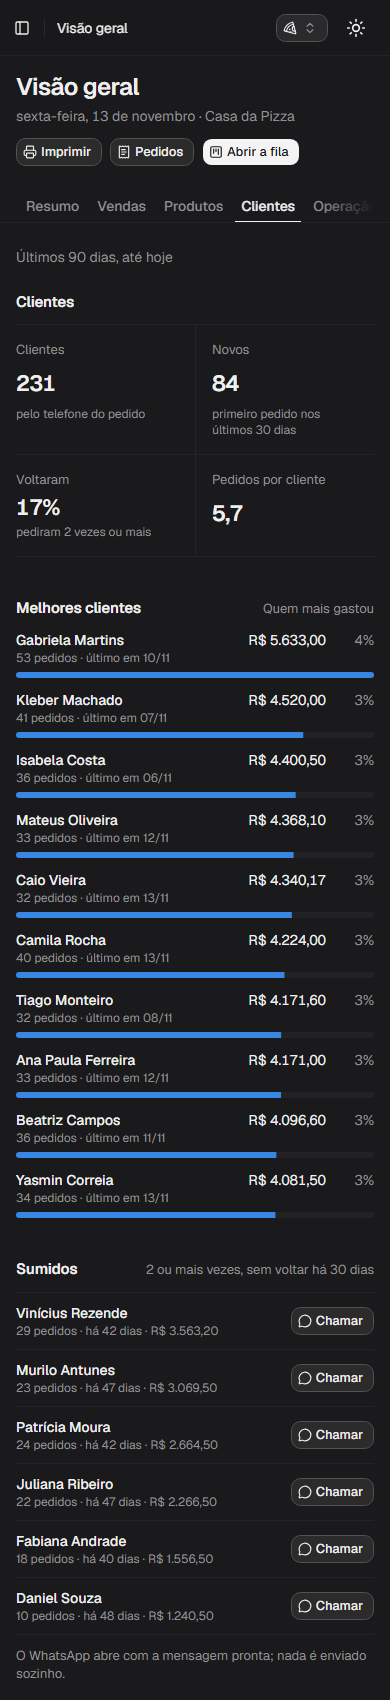 Visão geral
Visão geral
sexta-feira, 13 de novembro · Casa da Pizza
Imprimir
Pedidos
Abrir a fila
Resumo Vendas Produtos Clientes Operaçã
Últimos 90 dias, até hoje
Clientes
Clientes
231
pelo telefone do pedido
Novos
84
primeiro pedido nos
últimos 30 dias
Voltaram
17%
pediram 2 vezes ou mais
Pedidos por cliente
5,7
Melhores clientes Quem mais gastou
Gabriela Martins R$ 5.633,00 4%
53 pedidos · último em 10/11
Kleber Machado R$ 4.520,00 3%
41 pedidos · último em 07/11
Isabela Costa R$ 4.400,50 3%
36 pedidos · último em 06/11
Mateus Oliveira R$ 4.368,10 3%
33 pedidos · último em 12/11
Caio Vieira R$ 4.340,17 3%
32 pedidos · último em 13/11
Camila Rocha R$ 4.224,00 3%
40 pedidos · último em 13/11
Tiago Monteiro R$ 4.171,60 3%
32 pedidos · último em 08/11
Ana Paula Ferreira R$ 4.171,00 3%
33 pedidos · último em 12/11
Beatriz Campos R$ 4.096,60 3%
36 pedidos · último em 11/11
Yasmin Correia R$ 4.081,50 3%
34 pedidos · último em 13/11
Sumidos 2 ou mais vezes, sem voltar há 30 dias
Vinícius Rezende
29 pedidos · há 42 dias · R$ 3.563,20
Chamar
Murilo Antunes
23 pedidos · há 47 dias · R$ 3.069,50
Chamar
Patrícia Moura
24 pedidos · há 42 dias · R$ 2.664,50
Chamar
Juliana Ribeiro
22 pedidos · há 47 dias · R$ 2.266,50
Chamar
Fabiana Andrade
18 pedidos · há 40 dias · R$ 1.556,50
Chamar
Daniel Souza
10 pedidos · há 48 dias · R$ 1.240,50
Chamar
O WhatsApp abre com a mensagem pronta; nada é enviado
sozinho.